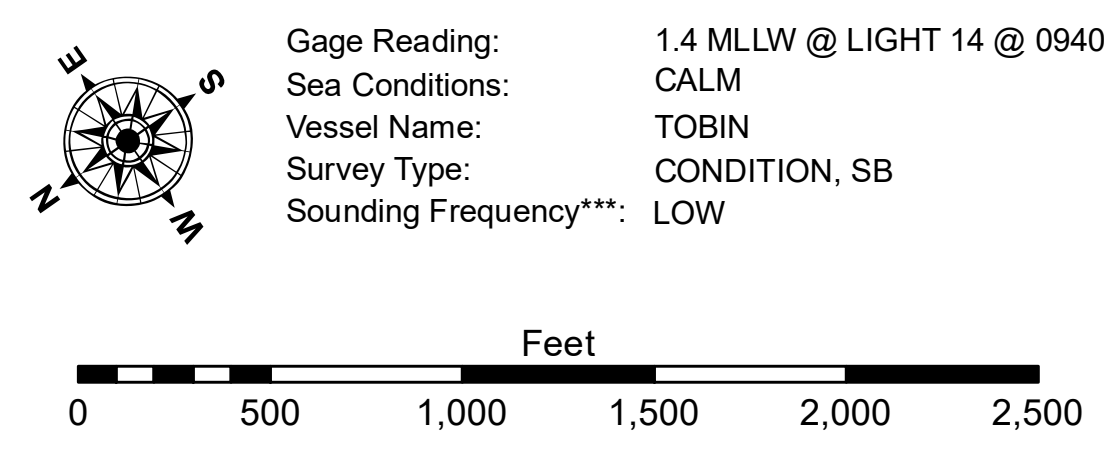 E
S
N
W
Gage Reading: 1.4 MLLW @ LIGHT 14 @ 0940
Sea Conditions: CALM
Vessel Name: TOBIN
Survey Type: CONDITION, SB
Sounding Frequency***: LOW
Feet
0 500 1,000 1,500 2,000 2,500